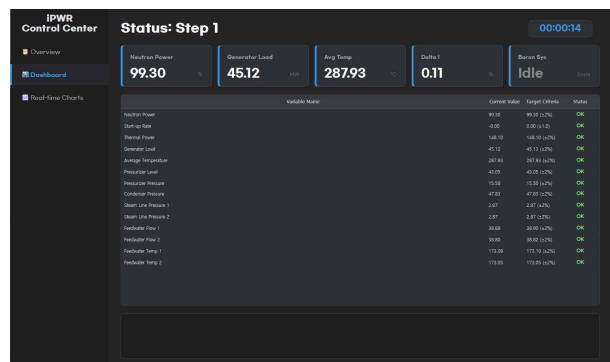 iPWR
Control Center
Overview
Dashboard
Real-time Charts
Status: Step 1
00:00:14
Neutron Power
99.30 %
Generator Load
45.12 MW
Avg Temp
287.93 °C
Delta I
0.11 %
Boron Sys
Idle State
Variable Name Current Value Target Criteria Status
Neutron Power 99.30 99.30 (±2%) OK
Start-up Rate -0.00 0.00 (±1.0) OK
Thermal Power 148.10 148.10 (±2%) OK
Generator Load 45.12 45.13 (±2%) OK
Average Temperature 287.93 287.93 (±2%) OK
Pressurizer Level 43.05 43.05 (±2%) OK
Pressurizer Pressure 15.50 15.50 (±2%) OK
Condenser Pressure 47.83 47.83 (±2%) OK
Steam Line Pressure 1 2.87 2.87 (±2%) OK
Steam Line Pressure 2 2.87 2.87 (±2%) OK
Feedwater Flow 1 38.88 38.90 (±2%) OK
Feedwater Flow 2 38.80 38.82 (±2%) OK
Feedwater Temp 1 173.09 173.10 (±2%) OK
Feedwater Temp 2 173.05 173.05 (±2%) OK